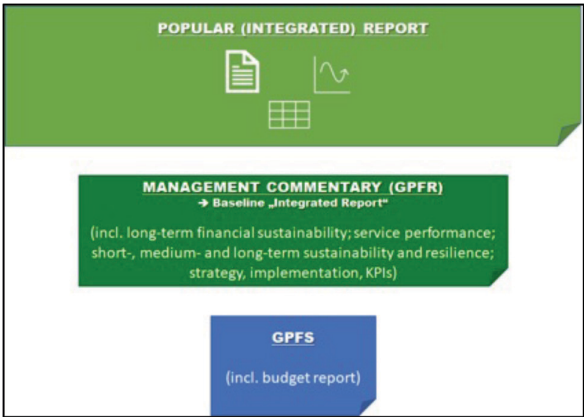 POPULAR (INTEGRATED) REPORT
MANAGEMENT COMMENTARY (GPFR)
→ Baseline „Integrated Report“
(incl. long-term financial sustainability; service performance;
short-, medium- and long-term sustainability and resilience;
strategy, implementation, KPIs)
GPFS
(incl. budget report)